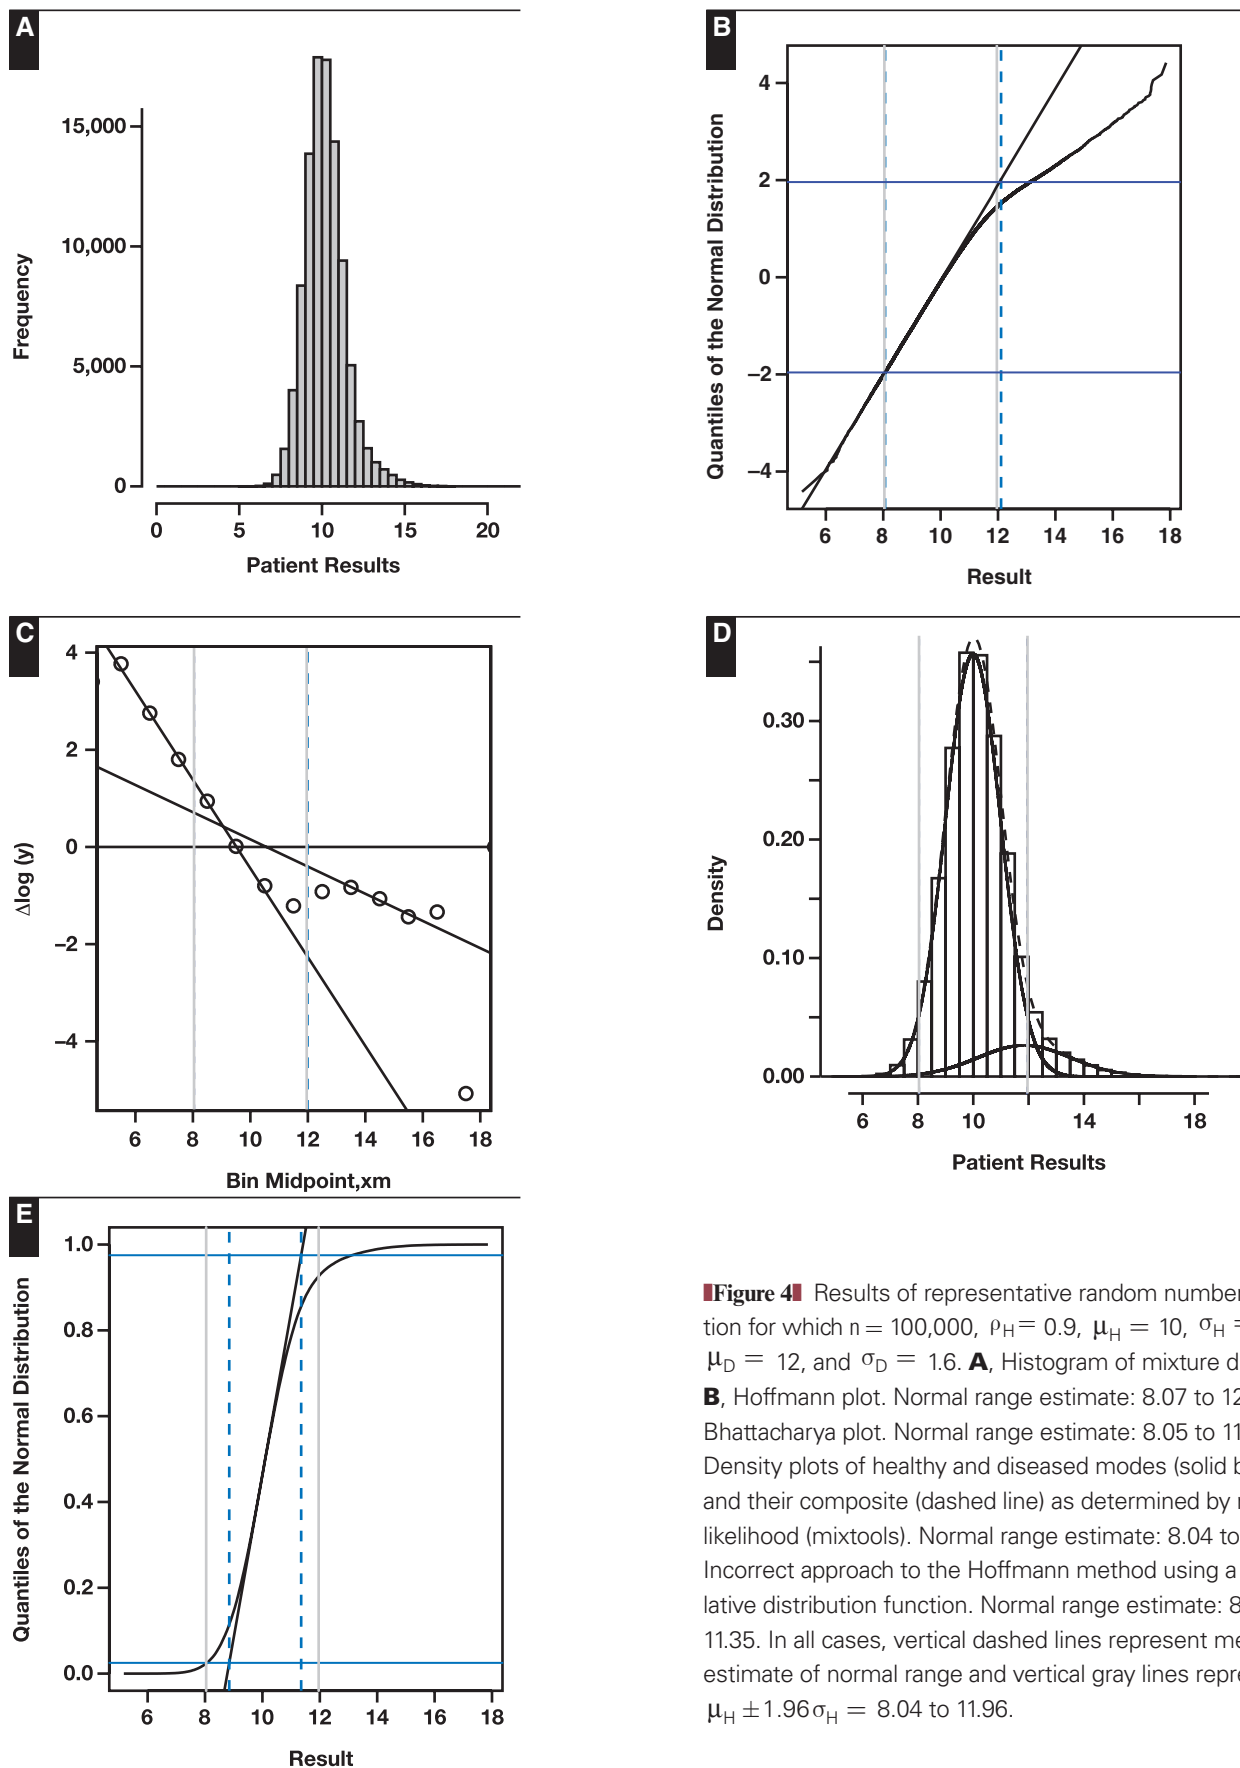 A
15,000
10,000
5,000
0
Frequency
0 5 10 15 20
Patient Results
B
4
2
0
–2
–4
Quantiles of the Normal Distribution
6 8 10 12 14 16 18
Result
C
4
2
0
–2
–4
Δlog (y)
6 8 10 12 14 16 18
Bin Midpoint,xm
D
0.30
0.20
0.10
0.00
Density
6 8 10 14 18
Patient Results
E
1.0
0.8
0.6
0.4
0.2
0.0
Quantiles of the Normal Distribution
6 8 10 12 14 16 18
Result
Figure 4 Results of representative random number
tion for which n = 100,000, ρH = 0.9, μH = 10, σH =
μD = 12, and σD = 1.6. A, Histogram of mixture d
B, Hoffmann plot. Normal range estimate: 8.07 to 12
Bhattacharya plot. Normal range estimate: 8.05 to 11
Density plots of healthy and diseased modes (solid b
and their composite (dashed line) as determined by
likelihood (mixtools). Normal range estimate: 8.04 to
Incorrect approach to the Hoffmann method using a
lative distribution function. Normal range estimate: 8
11.35. In all cases, vertical dashed lines represent me
estimate of normal range and vertical gray lines repre
μH ±1.96σH = 8.04 to 11.96.